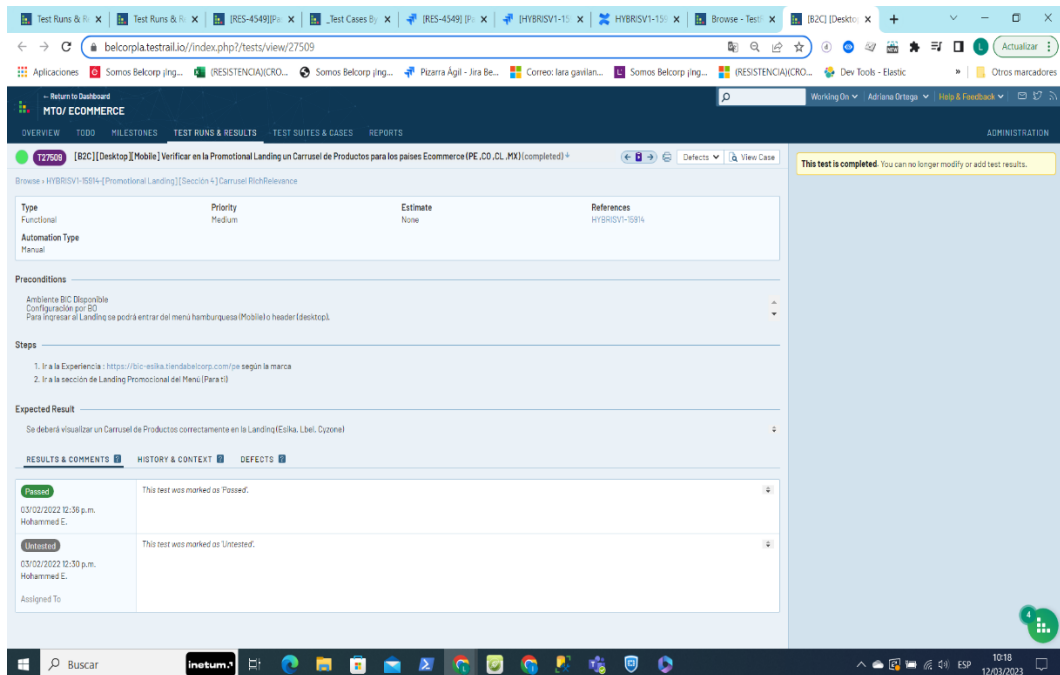 Test Runs & R
Test Runs & R
[RES-4549][Pa
_Test Cases By
[RES-4549] [P
[HYBRISV1-15
HYBRISV1-159
Browse - Testi
[B2C] [Desktop
belcorpla.testrail.io//index.php?/tests/view/27509
Actualizar
Aplicaciones
Somos Belcorp ¡Ing...
(RESISTENCIA)(CRO...
Somos Belcorp ¡Ing...
Pizarra Ágil - Jira Be...
Correo: lara gavilan...
Somos Belcorp ¡Ing...
(RESISTENCIA)(CRO...
Dev Tools - Elastic
»
Otros marcadores
← Return to Dashboard
MTO/ ECOMMERCE
Working On
Adriana Ortega
Help & Feedback
OVERVIEW TODO MILESTONES TEST RUNS & RESULTS TEST SUITES & CASES REPORTS
ADMINISTRATION
T27509 [B2C][Desktop][Mobile] Verificar en la Promotional Landing un Carrusel de Productos para los países Ecommerce (PE ,CO ,CL ,MX) (completed)
Defects
View Case
This test is completed. You can no longer modify or add test results.
Browse » HYBRISV1-15914-[Promotional Landing] [Sección 4] Carrusel RichRelevance
Type Priority Estimate References
Functional Medium None HYBRISV1-15914
Automation Type
Manual
Preconditions
Ambiente BIC Disponible
Configuración por BO
Para ingresar al Landing se podrá entrar del menú hamburquesa (Mobile) o header (desktop).
Steps
1. Ir a la Experiencia : https://bic-esika.tiendabelcorp.com/pe según la marca
2. Ir a la sección de Landing Promocional del Menú (Para ti)
Expected Result
Se deberá visualizar un Carrusel de Productos correctamente en la Landing (Esika, Lbel, Cyzone)
RESULTS & COMMENTS HISTORY & CONTEXT DEFECTS
Passed This test was marked as 'Passed'.
03/02/2022 12:36 p.m.
Mohammed E.
Untested This test was marked as 'Untested'.
03/02/2022 12:30 p.m.
Mohammed E.
Assigned To
4
Buscar
inetum.
ESP
10:18
12/03/2023